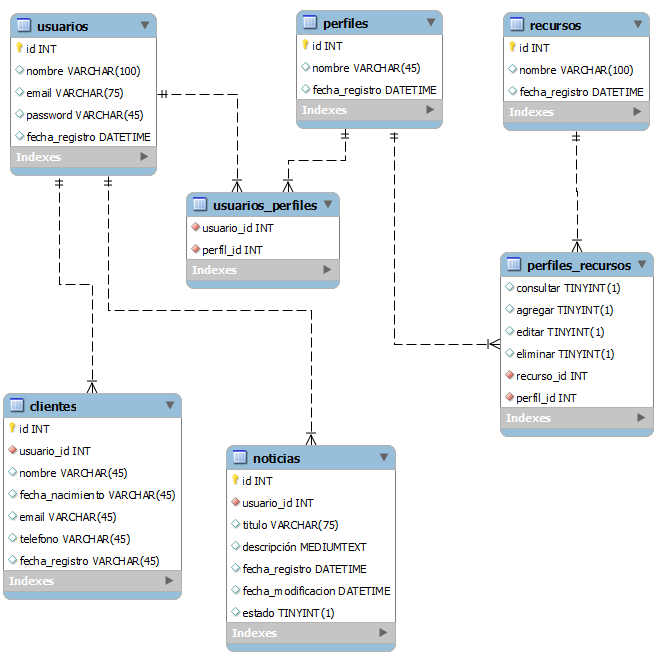 usuarios
id INT
nombre VARCHAR(100)
email VARCHAR(75)
password VARCHAR(45)
fecha_registro DATETIME
Indexes
perfiles
id INT
nombre VARCHAR(45)
fecha_registro DATETIME
Indexes
recursos
id INT
nombre VARCHAR(100)
fecha_registro DATETIME
Indexes
usuarios_perfiles
usuario_id INT
perfil_id INT
Indexes
perfiles_recursos
consultar TINYINT(1)
agregar TINYINT(1)
editar TINYINT(1)
eliminar TINYINT(1)
recurso_id INT
perfil_id INT
Indexes
clientes
id INT
usuario_id INT
nombre VARCHAR(45)
fecha_nacimiento VARCHAR(45)
email VARCHAR(45)
telefono VARCHAR(45)
fecha_registro VARCHAR(45)
Indexes
noticias
id INT
usuario_id INT
titulo VARCHAR(75)
descripción MEDIUMTEXT
fecha_registro DATETIME
fecha_modificacion DATETIME
estado TINYINT(1)
Indexes